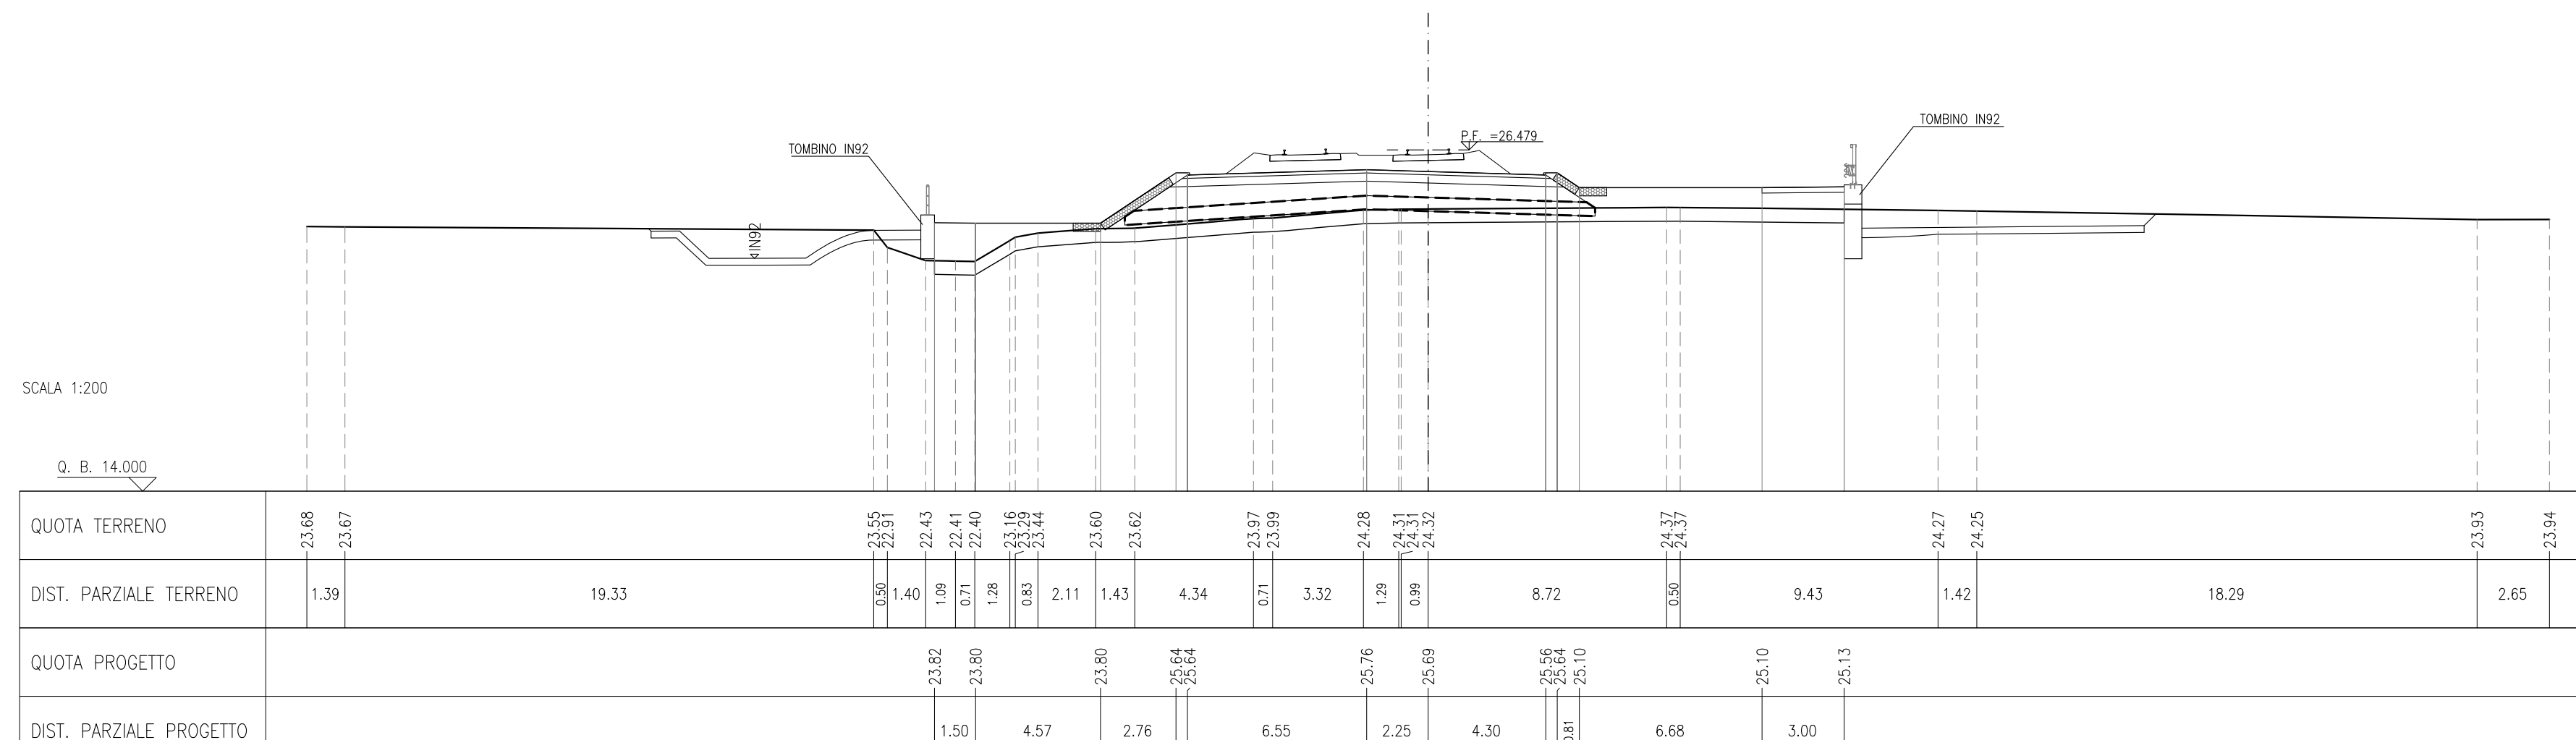 P.F. =26.479
TOMBINO IN92
TOMBINO IN92
IN92
SCALA 1:200
Q. B. 14.000
QUOTA TERRENO
23.68 23.67 23.55 22.91 22.43 22.41 22.40 23.16 23.29 23.44 23.60 23.62 23.97 23.99 24.28 24.31 24.31 24.32 24.37 24.37 24.27 24.25 23.93 23.94
DIST. PARZIALE TERRENO
1.39 19.33 0.50 1.40 1.09 0.71 1.28 0.83 2.11 1.43 4.34 0.71 3.32 1.29 0.99 8.72 0.50 9.43 1.42 18.29 2.65
QUOTA PROGETTO
23.82 23.80 23.80 25.64 25.64 25.76 25.69 25.56 25.64 25.10 25.10 25.13
DIST. PARZIALE PROGETTO
1.50 4.57 2.76 6.55 2.25 4.30 0.81 6.68 3.00